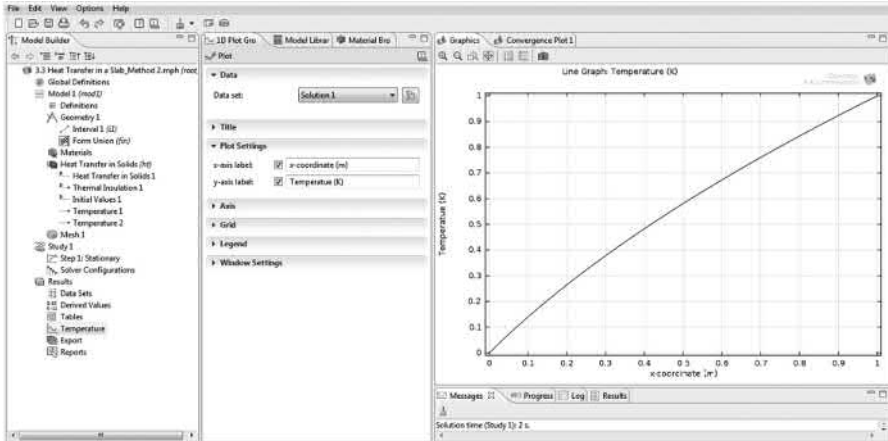 File Edit View Options Help
Model Builder
3.3 Heat Transfer in a Slab_Method 2.mph (root
Global Definitions
Model 1 (mod1)
Definitions
Geometry 1
Interval 1 (i1)
Form Union (fin)
Materials
Heat Transfer in Solids (ht)
Heat Transfer in Solids 1
Thermal Insulation 1
Initial Values 1
Temperature 1
Temperature 2
Mesh 1
Study 1
Step 1: Stationary
Solver Configurations
Results
Data Sets
Derived Values
Tables
Temperature
Export
Reports
1D Plot Gro Model Librar Material Bro
Plot
Data
Data set: Solution 1
Title
Plot Settings
x-axis label: x-coordinate (m)
y-axis label: Temperatue (K)
Axis
Grid
Legend
Window Settings
Graphics Convergence Plot 1
Line Graph: Temperature (K)
1
0.9
0.8
0.7
0.6
0.5
0.4
0.3
0.2
0.1
0
Temperatue (K)
0 0.1 0.2 0.3 0.4 0.5 0.6 0.7 0.8 0.9 1
x-coordinate (m)
Messages Progress Log Results
Solution time (Study 1): 2 s.